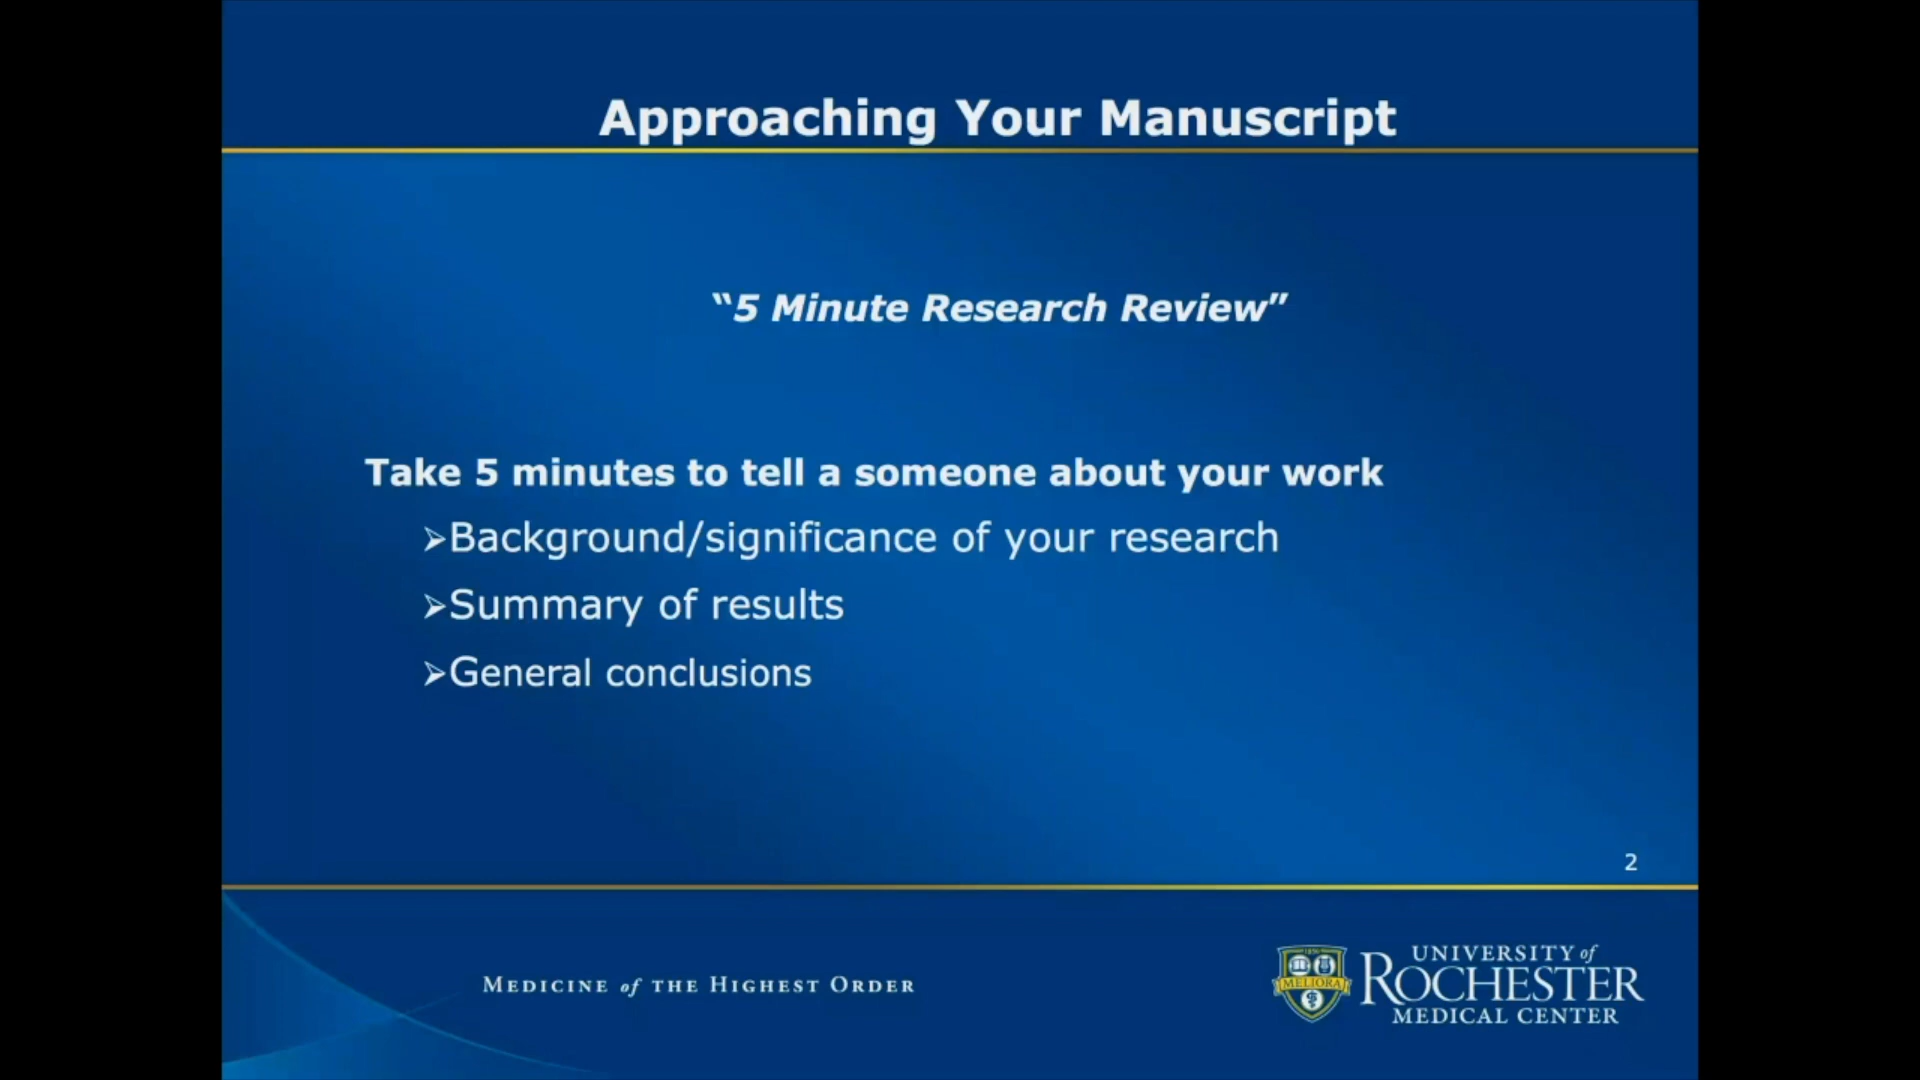 Approaching Your Manuscript
“5 Minute Research Review”
Take 5 minutes to tell a someone about your work
➢Background/significance of your research
➢Summary of results
➢General conclusions
2
MEDICINE of THE HIGHEST ORDER
MELIORA
UNIVERSITY of
ROCHESTER
MEDICAL CENTER